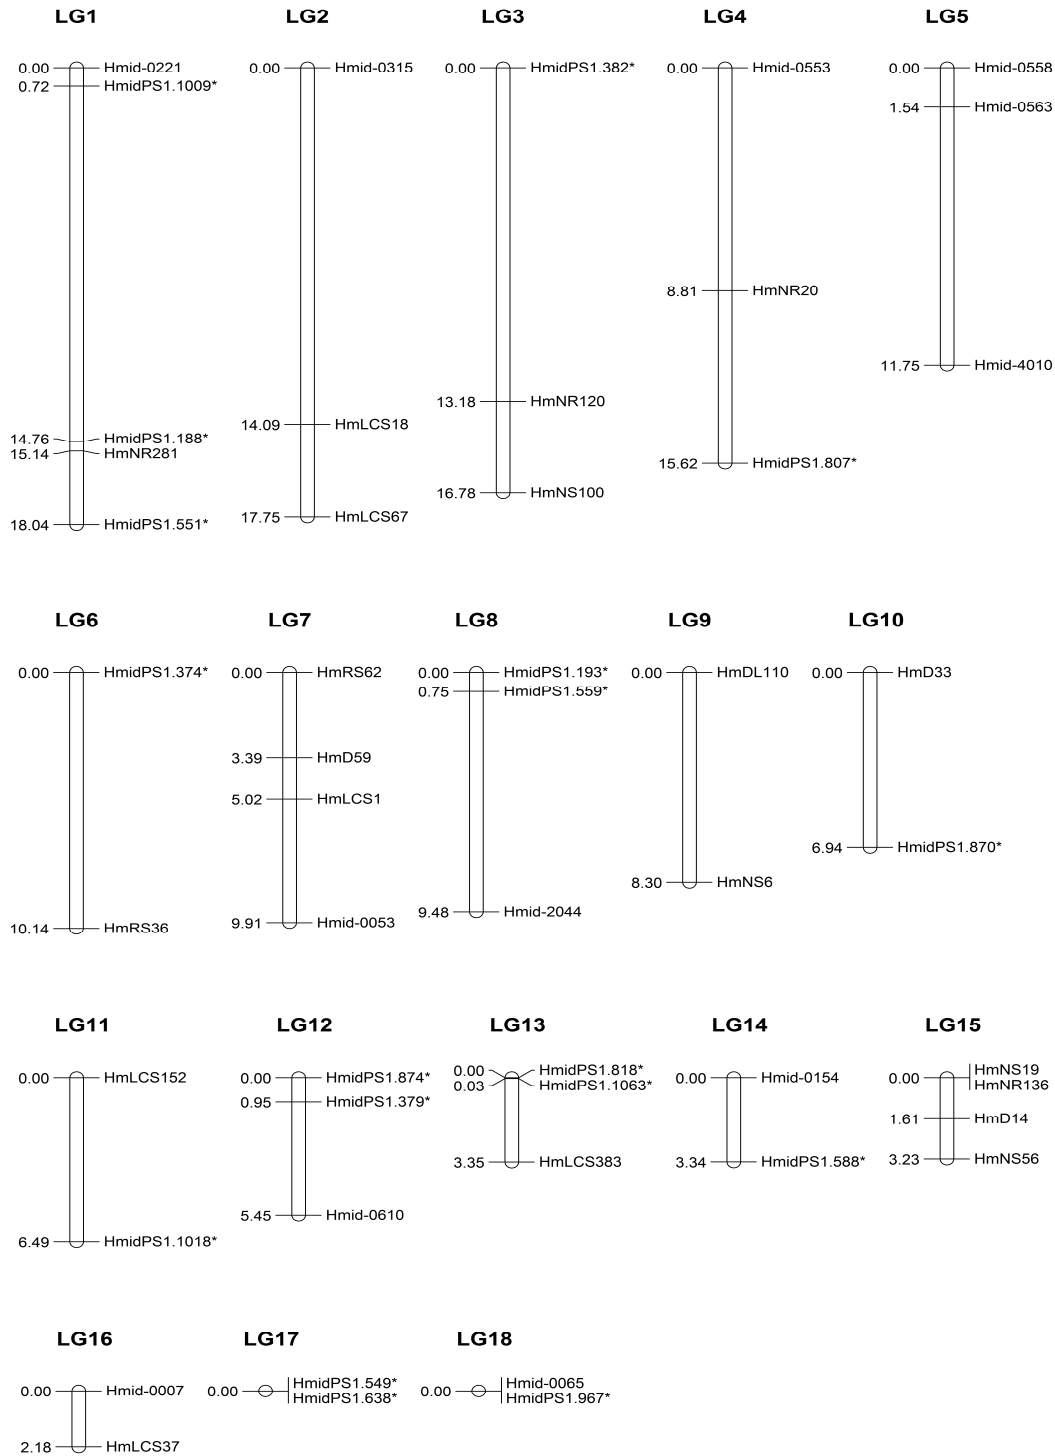 LG1 LG2 LG3 LG4 LG5
0.00 Hmid-0221 0.00 Hmid-0315 0.00 HmidPS1.382* 0.00 Hmid-0553 0.00 Hmid-0558
0.72 HmidPS1.1009*
1.54 Hmid-0563
8.81 HmNR20
11.75 Hmid-4010
13.18 HmNR120
14.09 HmLCS18
14.76 HmidPS1.188*
15.14 HmNR281
15.62 HmidPS1.807*
16.78 HmNS100
17.75 HmLCS67
18.04 HmidPS1.551*
LG6 LG7 LG8 LG9 LG10
0.00 HmidPS1.374* 0.00 HmRS62 0.00 HmidPS1.193* 0.00 HmDL110 0.00 HmD33
0.75 HmidPS1.559*
3.39 HmD59
5.02 HmLCS1
6.94 HmidPS1.870*
8.30 HmNS6
9.48 Hmid-2044
9.91 Hmid-0053
10.14 HmRS36
LG11 LG12 LG13 LG14 LG15
0.00 HmidPS1.818* HmNS19
0.00 HmLCS152 0.00 HmidPS1.874* 0.00 Hmid-0154 0.00
0.03 HmidPS1.1063* HmNR136
0.95 HmidPS1.379*
1.61 HmD14
3.23 HmNS56
3.35 HmLCS383 3.34 HmidPS1.588*
5.45 Hmid-0610
6.49 HmidPS1.1018*
LG16 LG17 LG18
HmidPS1.549* Hmid-0065
0.00 Hmid-0007 0.00 0.00
HmidPS1.638* HmidPS1.967*
2.18 HmLCS37